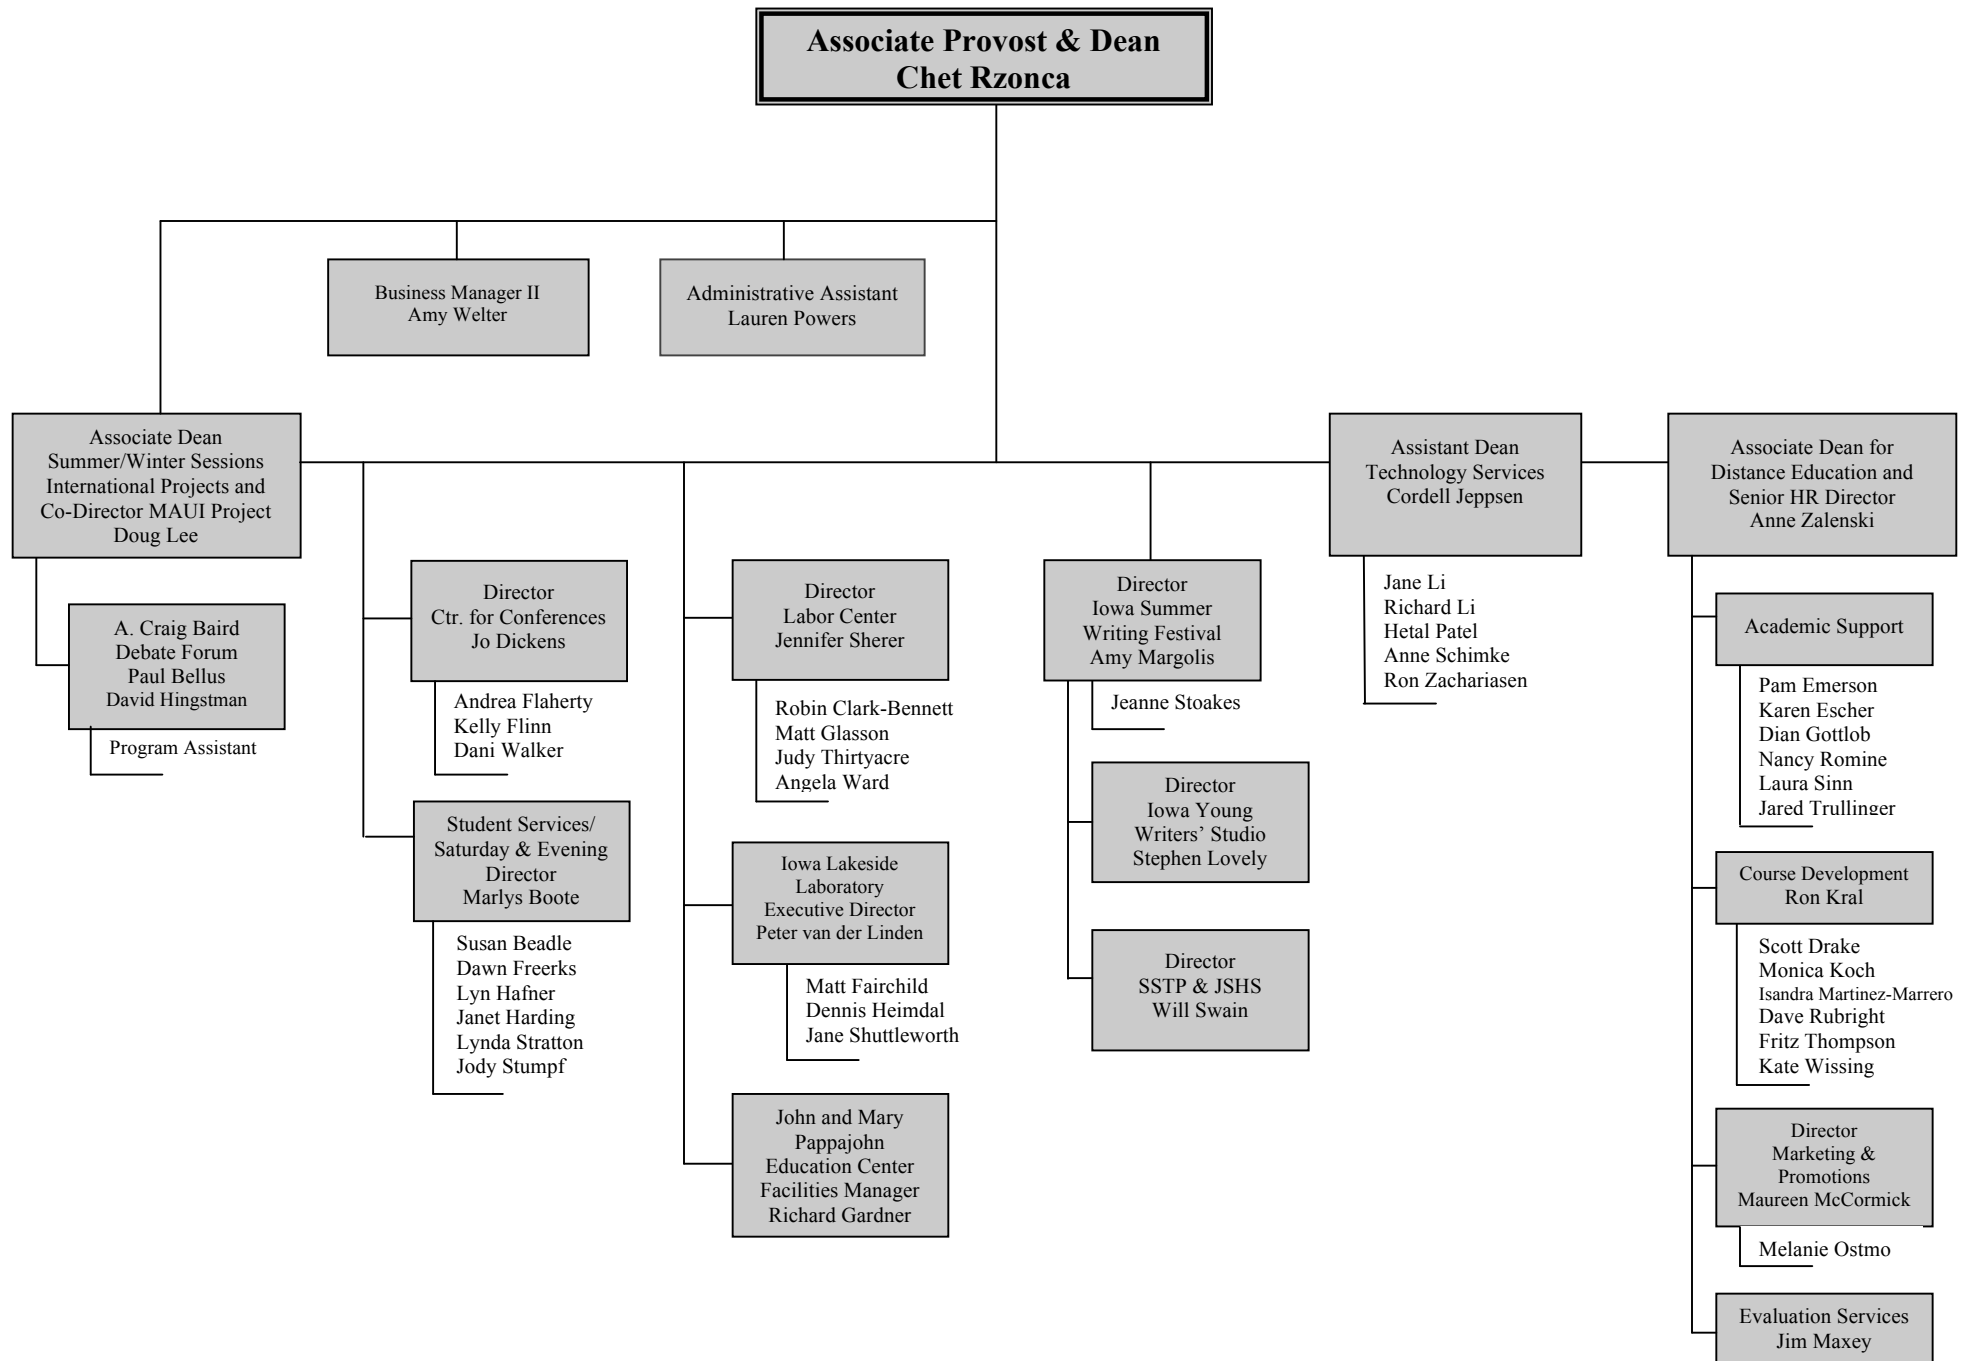 Associate Provost & Dean
Chet Rzonca
Business Manager II
Amy Welter
Administrative Assistant
Lauren Powers
Associate Dean
Summer/Winter Sessions
International Projects and
Co-Director MAUI Project
Doug Lee
A. Craig Baird
Debate Forum
Paul Bellus
David Hingstman
Program Assistant
Director
Ctr. for Conferences
Jo Dickens
Andrea Flaherty
Kelly Flinn
Dani Walker
Student Services/
Saturday & Evening
Director
Marlys Boote
Susan Beadle
Dawn Freerks
Lyn Hafner
Janet Harding
Lynda Stratton
Jody Stumpf
Director
Labor Center
Jennifer Sherer
Robin Clark-Bennett
Matt Glasson
Judy Thirtyacre
Angela Ward
Iowa Lakeside
Laboratory
Executive Director
Peter van der Linden
Matt Fairchild
Dennis Heimdal
Jane Shuttleworth
John and Mary
Pappajohn
Education Center
Facilities Manager
Richard Gardner
Director
Iowa Summer
Writing Festival
Amy Margolis
Jeanne Stoakes
Director
Iowa Young
Writers’ Studio
Stephen Lovely
Director
SSTP & JSHS
Will Swain
Assistant Dean
Technology Services
Cordell Jeppsen
Jane Li
Richard Li
Hetal Patel
Anne Schimke
Ron Zachariasen
Associate Dean for
Distance Education and
Senior HR Director
Anne Zalenski
Academic Support
Pam Emerson
Karen Escher
Dian Gottlob
Nancy Romine
Laura Sinn
Jared Trullinger
Course Development
Ron Kral
Scott Drake
Monica Koch
Isandra Martinez-Marrero
Dave Rubright
Fritz Thompson
Kate Wissing
Director
Marketing &
Promotions
Maureen McCormick
Melanie Ostmo
Evaluation Services
Jim Maxey